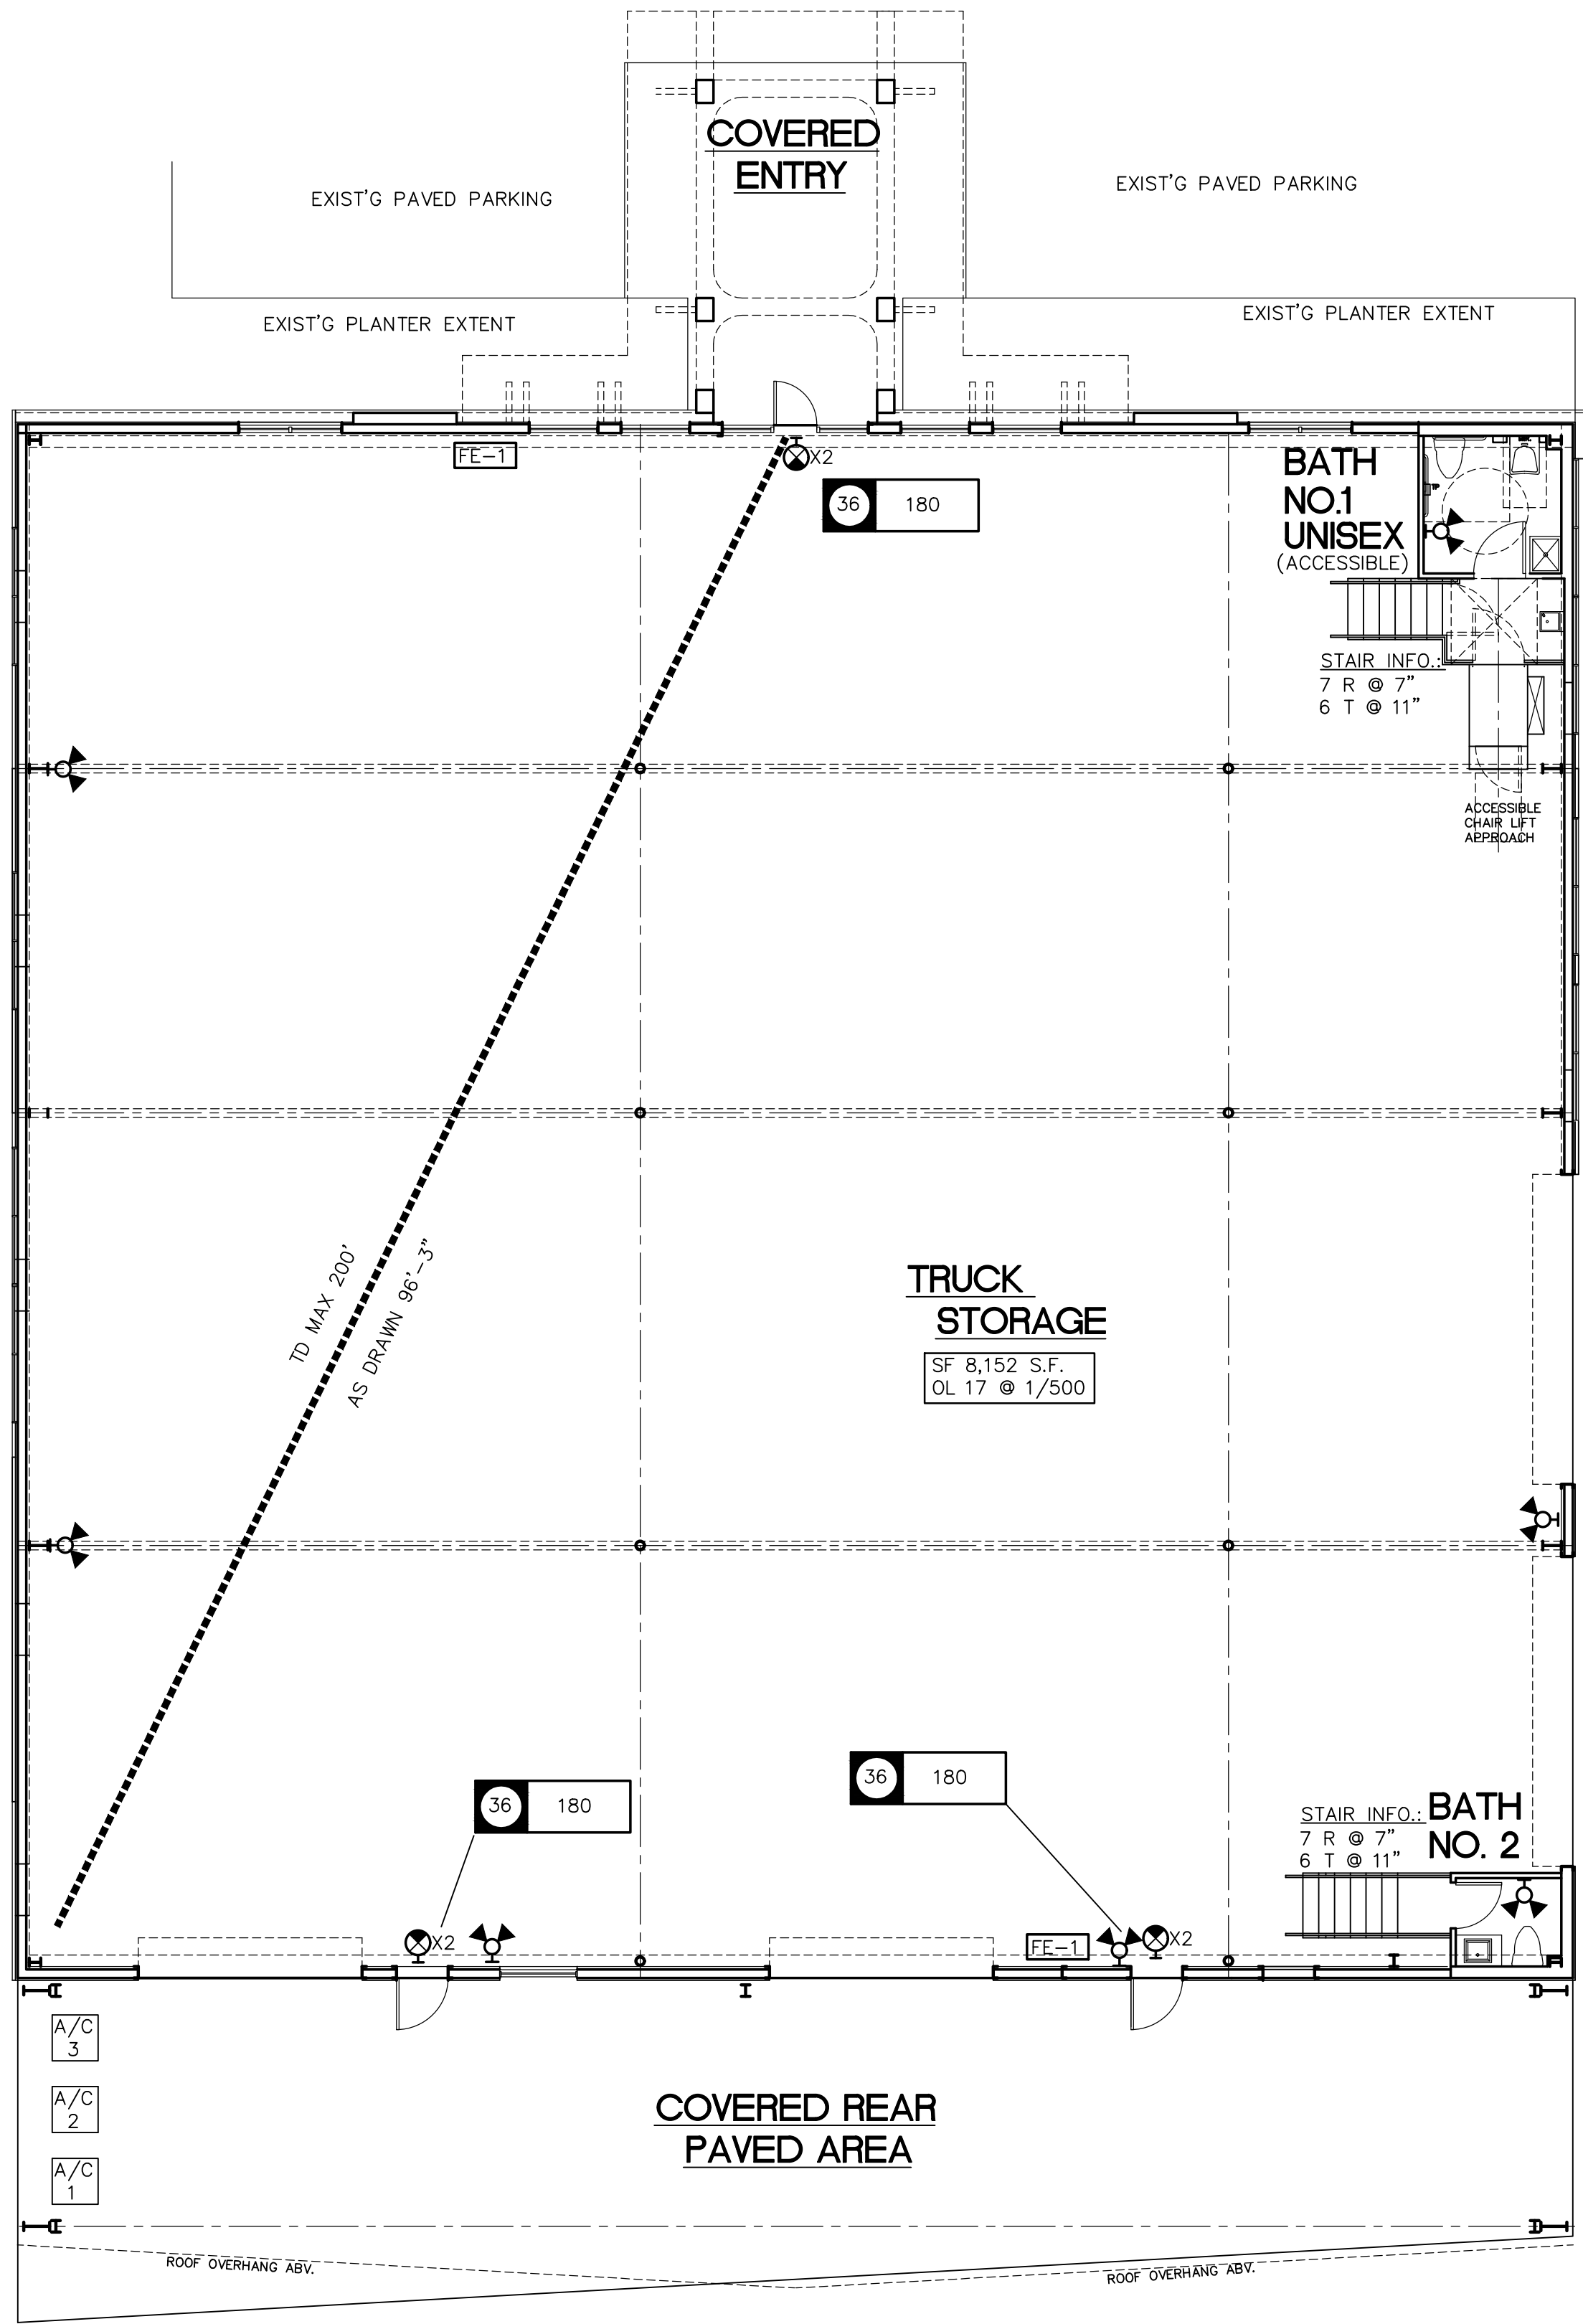 COVERED
ENTRY
EXIST'G PAVED PARKING
EXIST'G PAVED PARKING
EXIST'G PLANTER EXTENT
EXIST'G PLANTER EXTENT
FE-1
X2
36 180
BATH
NO.1
UNISEX
(ACCESSIBLE)
STAIR INFO.:
7 R @ 7"
6 T @ 11"
ACCESSIBLE
CHAIR LIFT
APPROACH
TD MAX 200'
AS DRAWN 96'-3"
TRUCK
STORAGE
SF 8,152 S.F.
OL 17 @ 1/500
36 180
36 180
STAIR INFO.:
7 R @ 7"
6 T @ 11"
BATH
NO. 2
X2
FE-1
X2
A/C
3
A/C
2
A/C
1
COVERED REAR
PAVED AREA
ROOF OVERHANG ABV.
ROOF OVERHANG ABV.